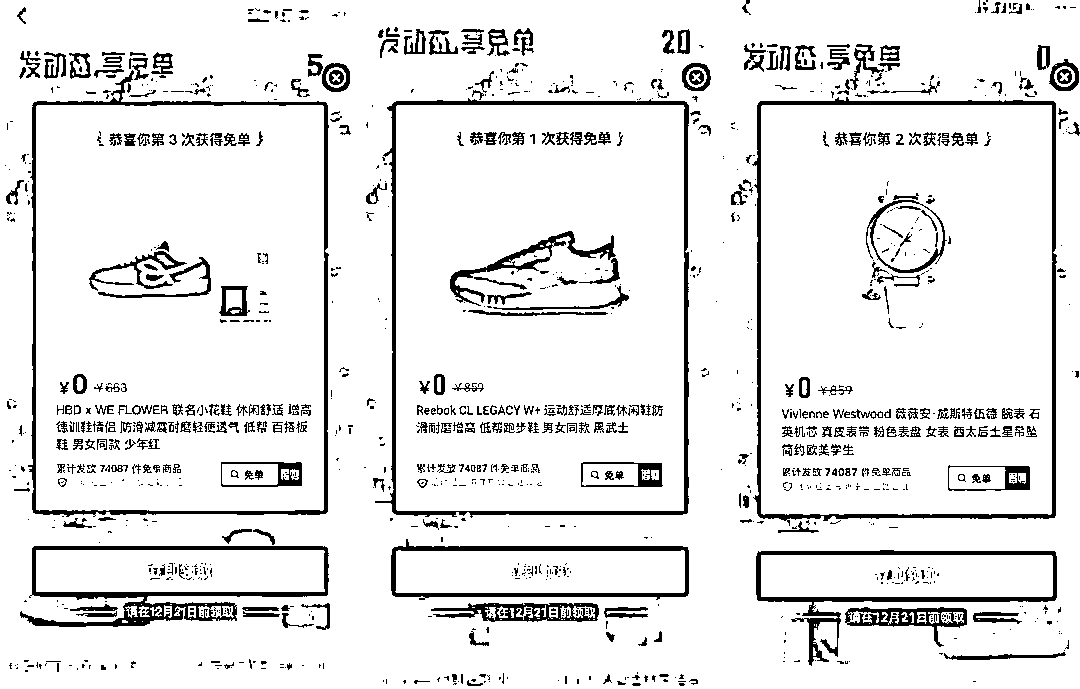 发动态,享免单
5
恭喜你第 3 次获得免单
¥0 ¥663
HBD x WE FLOWER 联名小花鞋 休闲舒适 增高
德训鞋情侣 防滑减震耐磨轻便透气 低帮 百搭板
鞋 男女同款 少年红
累计发放 74087 件免单商品
免单
立即领取
请在12月21日前领取
发动态,享免单
20
恭喜你第 1 次获得免单
¥0 ¥859
Reebok CL LEGACY W+ 运动舒适厚底休闲鞋防
滑耐磨增高 低帮跑步鞋 男女同款 黑武士
累计发放 74087 件免单商品
免单
立即领取
请在12月21日前领取
发动态,享免单
0
恭喜你第 2 次获得免单
¥0 ¥859
Vivienne Westwood 薇薇安·威斯特伍德 腕表 石
英机芯 真皮表带 粉色表盘 女表 西太后土星吊坠
简约欧美学生
累计发放 74087 件免单商品
免单
立即领取
请在12月21日前领取